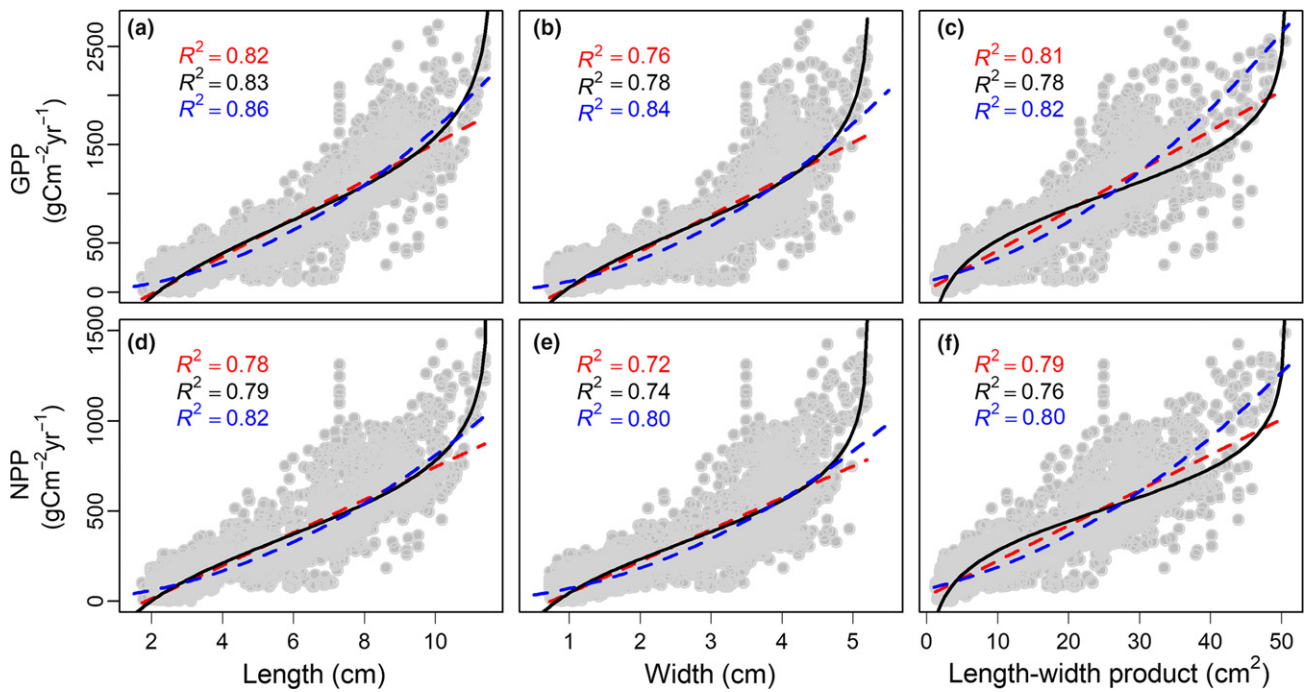 (a)
R² = 0.82
R² = 0.83
R² = 0.86
(b)
R² = 0.76
R² = 0.78
R² = 0.84
(c)
R² = 0.81
R² = 0.78
R² = 0.82
GPP
(gCm⁻²yr⁻¹)
2500
1500
500
0
(d)
R² = 0.78
R² = 0.79
R² = 0.82
(e)
R² = 0.72
R² = 0.74
R² = 0.80
(f)
R² = 0.79
R² = 0.76
R² = 0.80
NPP
(gCm⁻²yr⁻¹)
1500
1000
500
0
2 4 6 8 10
1 2 3 4 5
0 10 20 30 40 50
Length (cm)
Width (cm)
Length-width product (cm²)